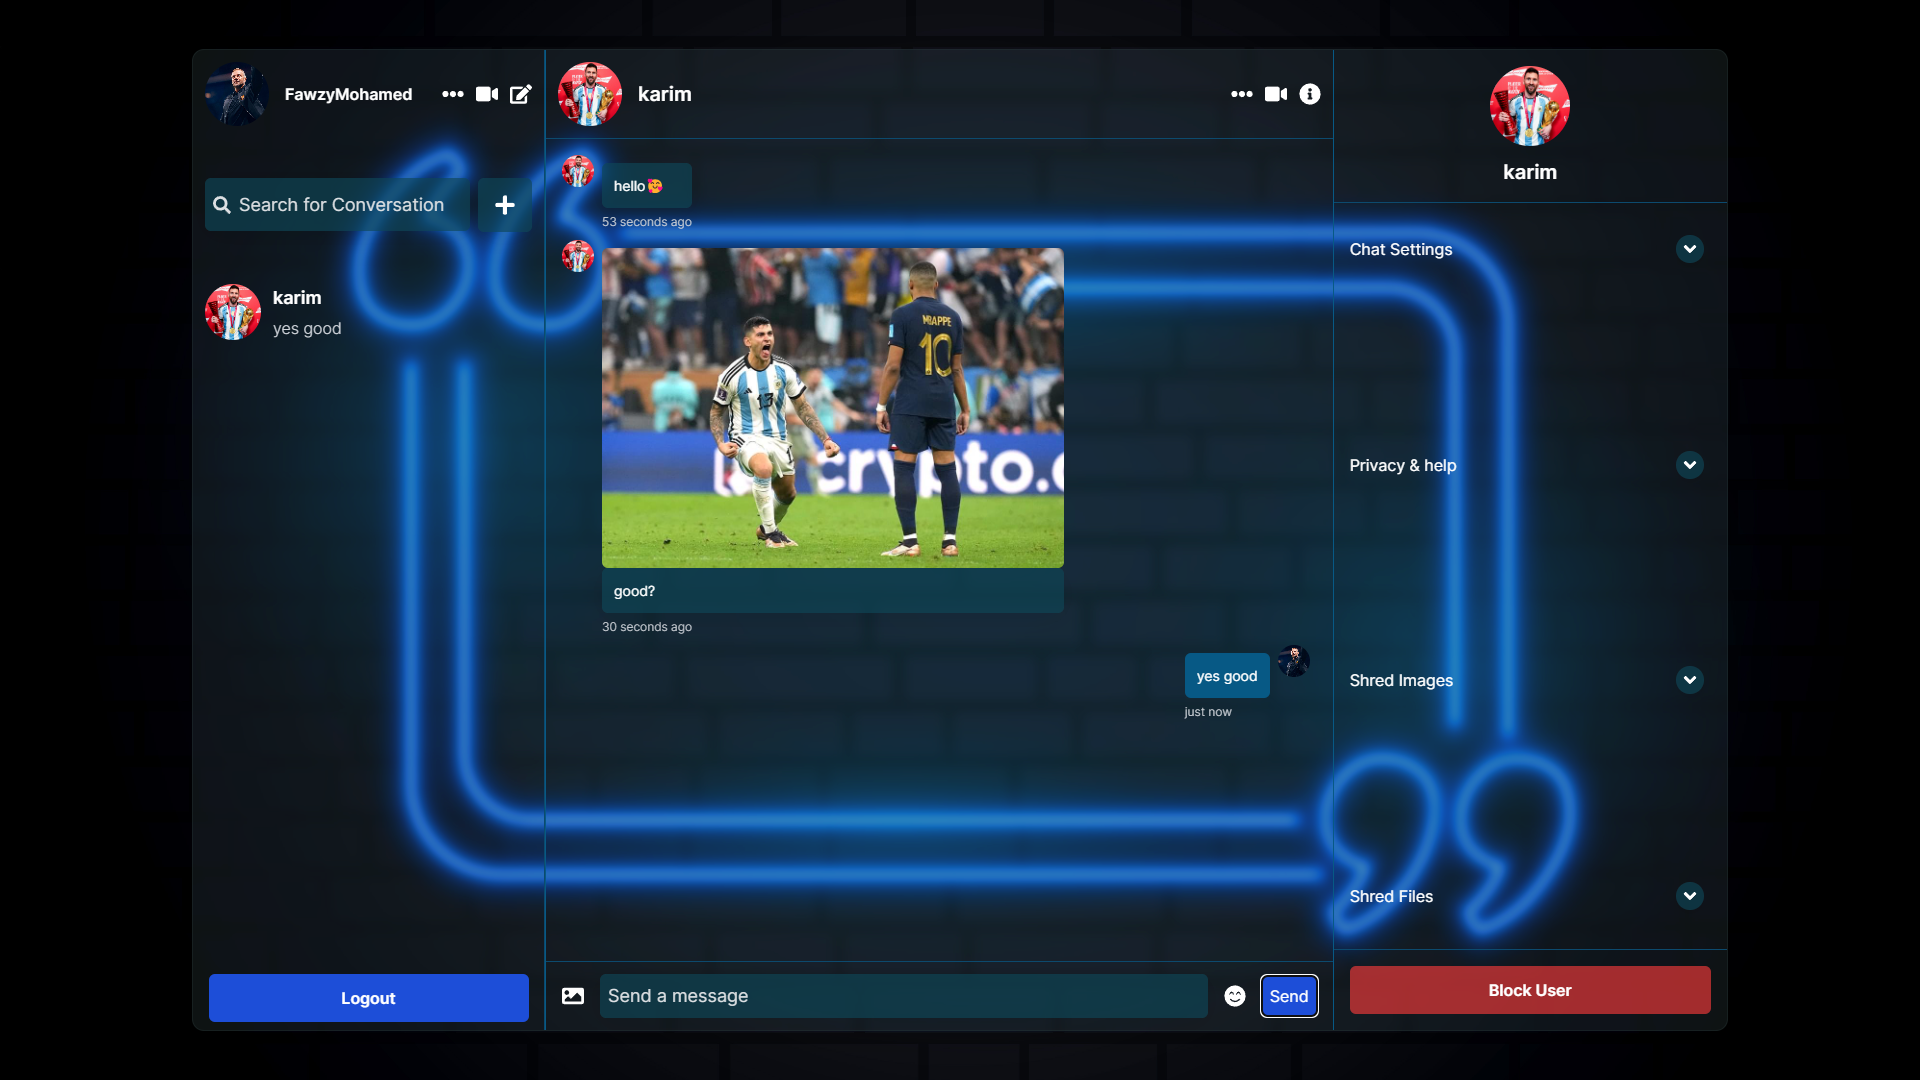 FawzyMohamed
Search for Conversation
karim
yes good
Logout
karim
hello🥰
53 seconds ago
MBAPPE
10
13
crypto.c
good?
30 seconds ago
yes good
just now
Send a message
Send
karim
Chat Settings
Privacy & help
Shred Images
Shred Files
Block User